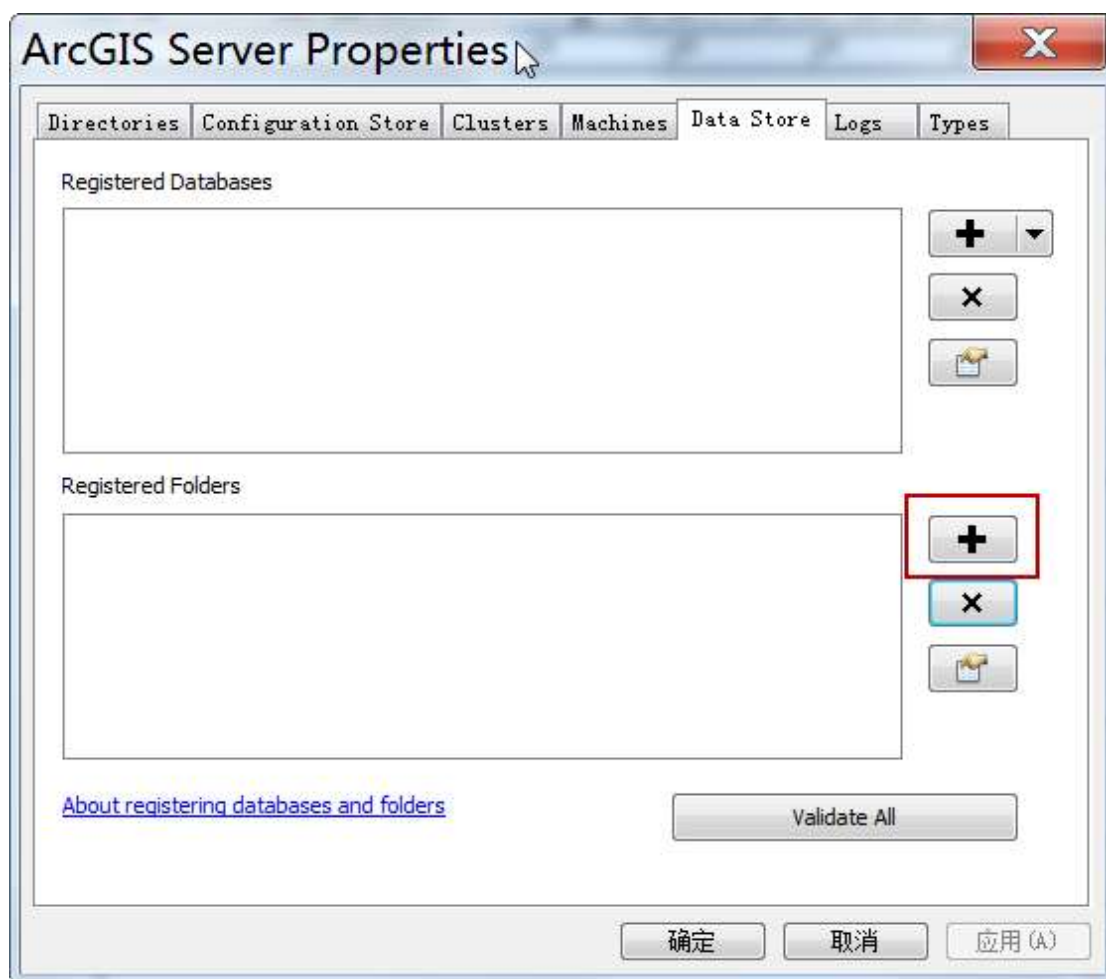 ArcGIS Server Properties
Directories Configuration Store Clusters Machines Data Store Logs Types
Registered Databases
Registered Folders
About registering databases and folders
Validate All
确定 取消 应用(A)